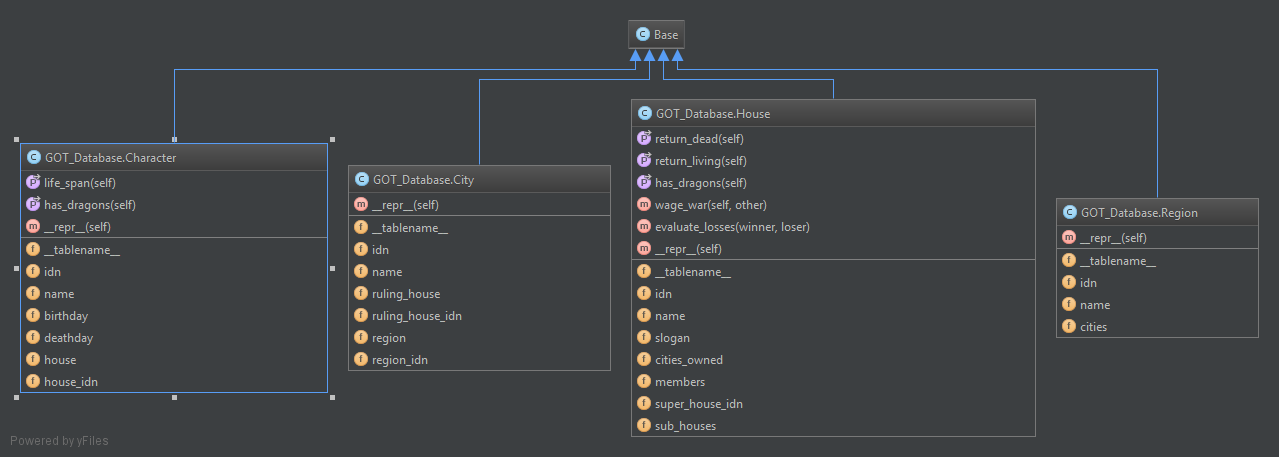 Base
GOT_Database.Character
life_span(self)
has_dragons(self)
__repr__(self)
__tablename__
idn
name
birthday
deathday
house
house_idn
GOT_Database.City
__repr__(self)
__tablename__
idn
name
ruling_house
ruling_house_idn
region
region_idn
GOT_Database.House
return_dead(self)
return_living(self)
has_dragons(self)
wage_war(self, other)
evaluate_losses(winner, loser)
__repr__(self)
__tablename__
idn
name
slogan
cities_owned
members
super_house_idn
sub_houses
GOT_Database.Region
__repr__(self)
__tablename__
idn
name
cities
Powered by yFiles